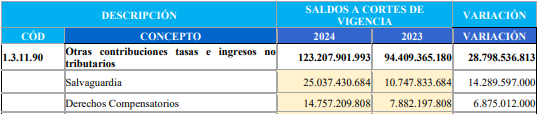 DESCRIPCIÓN SALDOS A CORTES DE VIGENCIA VARIACIÓN
CÓD CONCEPTO 2024 2023 VARIACIÓN
1.3.11.90 Otras contribuciones tasas e ingresos no tributarios 123.207.901.993 94.409.365.180 28.798.536.813
Salvaguardia 25.037.430.684 10.747.833.684 14.289.597.000
Derechos Compensatorios 14.757.209.808 7.882.197.808 6.875.012.000